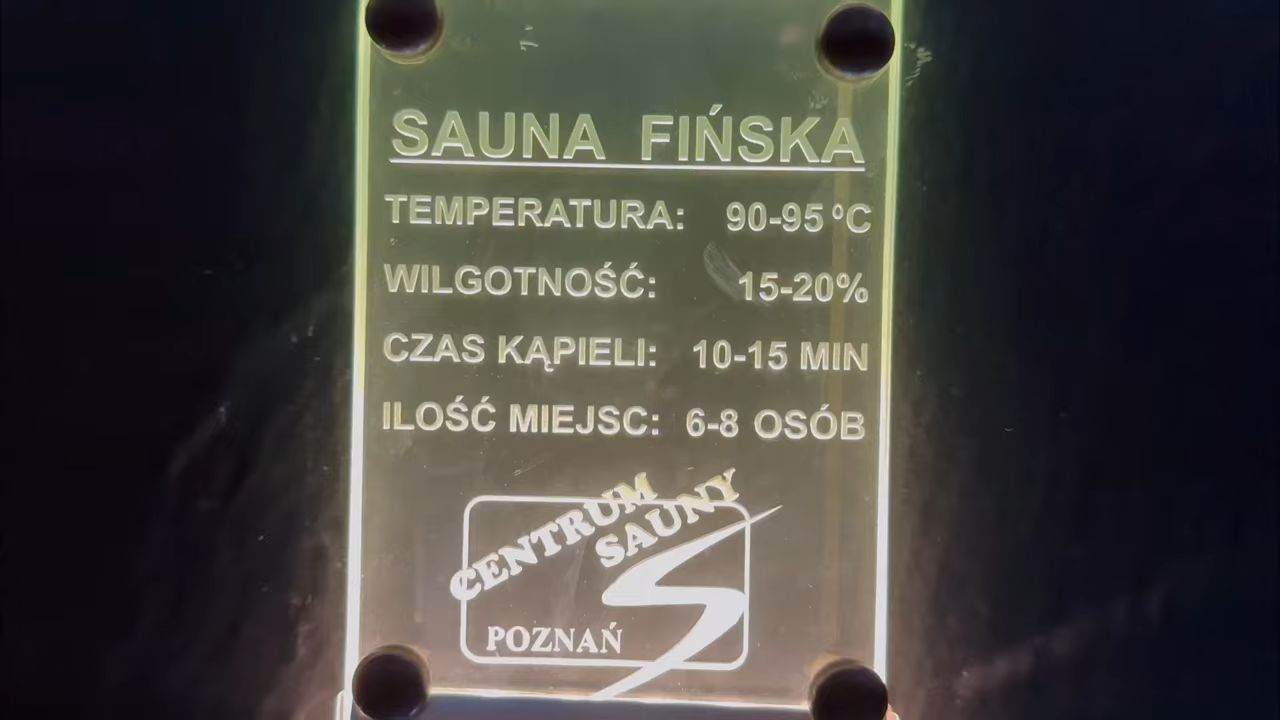 SAUNA FIŃSKA
TEMPERATURA: 90-95 ºC
WILGOTNOŚĆ: 15-20%
CZAS KĄPIELI: 10-15 MIN
ILOŚĆ MIEJSC: 6-8 OSÓB
CENTRUM
SAUNY
POZNAŃ